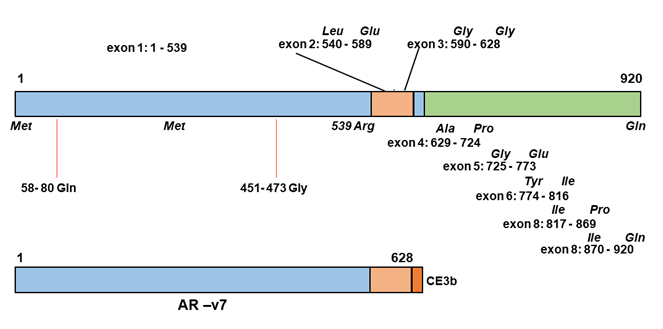 Leu Glu Gly Gly
exon 1: 1 - 539 exon 2: 540 - 589 exon 3: 590 - 628
1 920
Met Met 539 Arg Ala Pro Gln
exon 4: 629 - 724
Gly Glu
exon 5: 725 - 773
58- 80 Gln 451-473 Gly Tyr Ile
exon 6: 774 - 816
Ile Pro
exon 8: 817 - 869
Ile Gln
exon 8: 870 - 920
1 628
CE3b
AR –v7